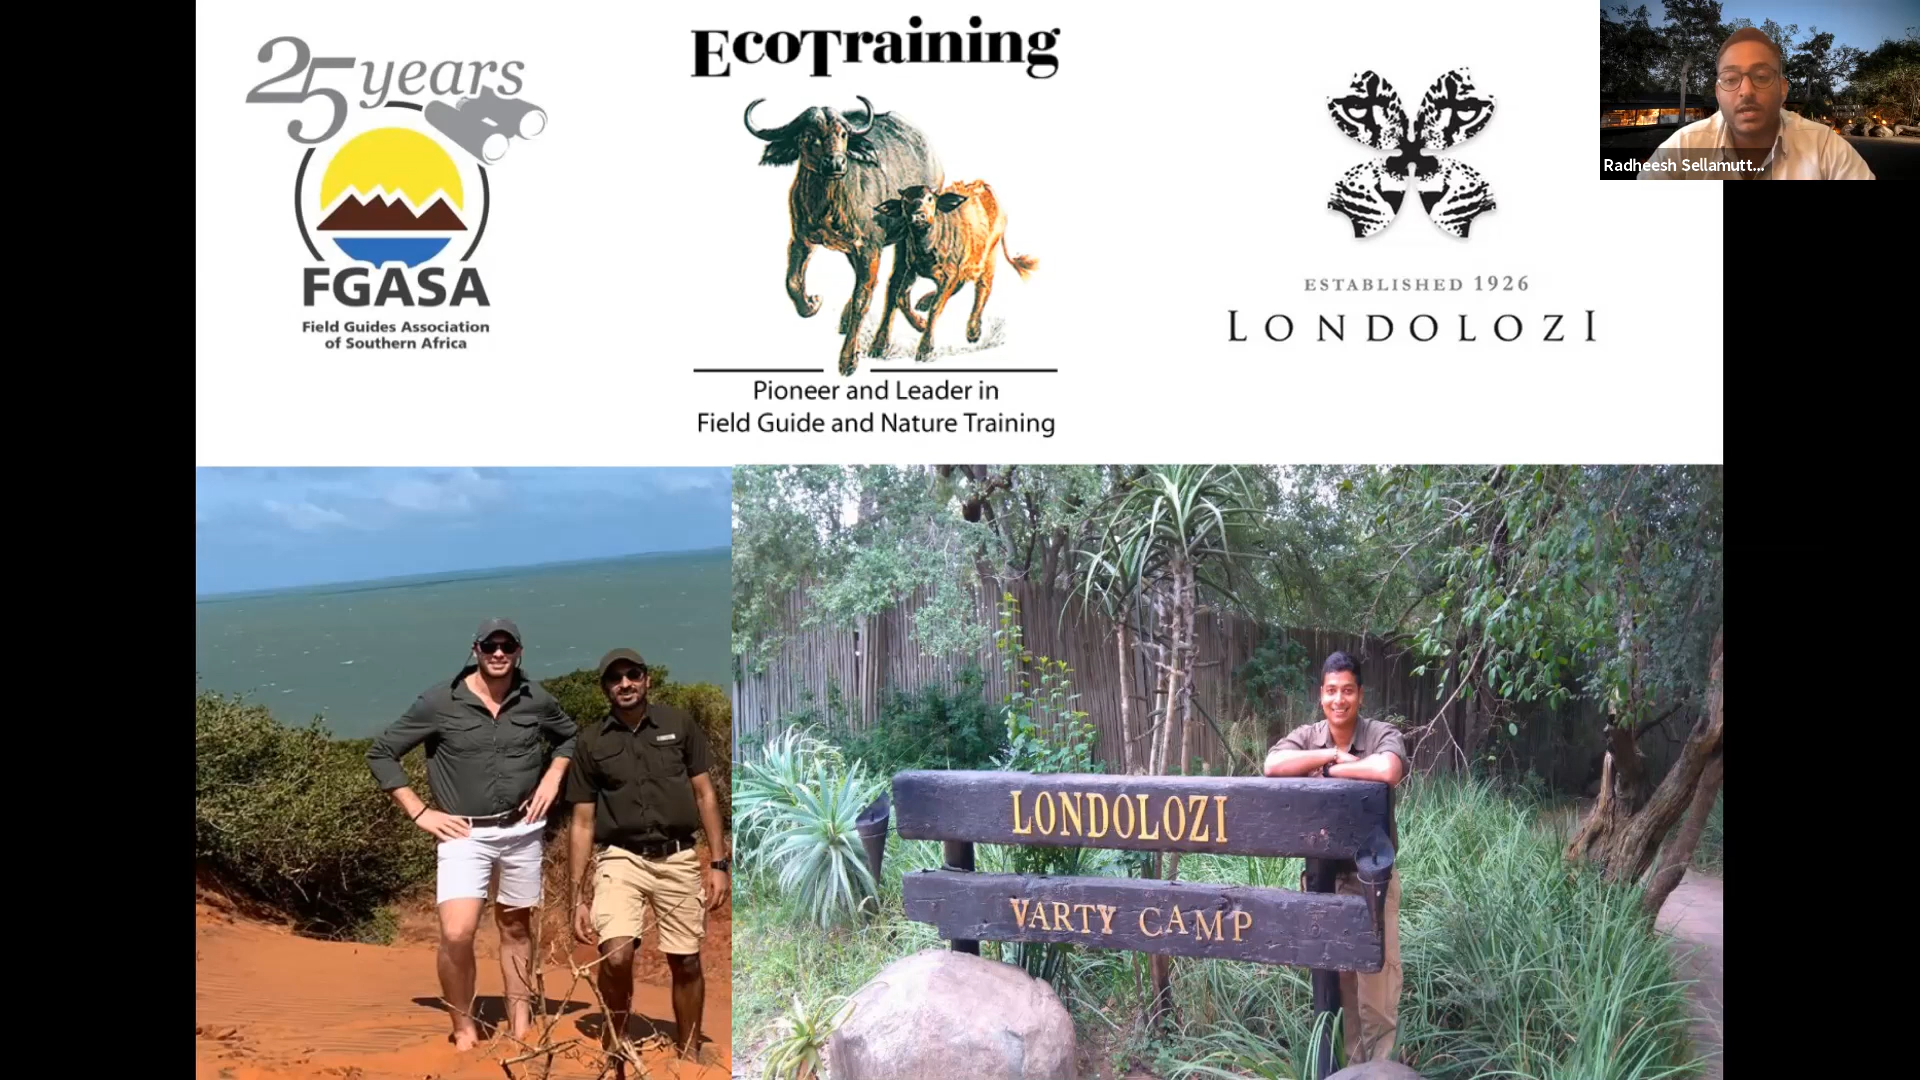 25 years
FGASA
Field Guides Association
of Southern Africa
EcoTraining
Pioneer and Leader in
Field Guide and Nature Training
ESTABLISHED 1926
LONDOLOZI
Radheesh Sellamutt...
LONDOLOZI
VARTY CAMP